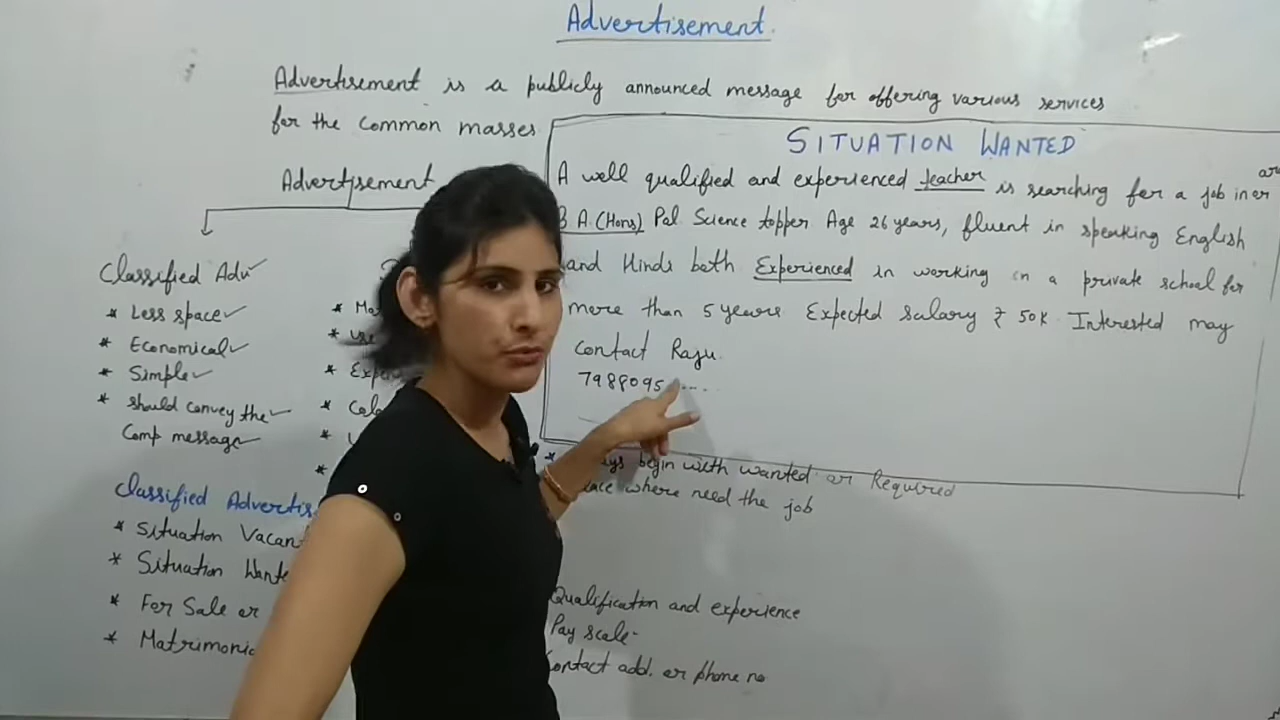 Advertisement.
Advertisement is a publicly announced message for offering various services
for the common masses
Advertisement
Classified Adv
* Less space
* Economical
* Simple
* should convey the
Comp message
Classified Advertis
* Situation Vacan
* Situation Wante
* For Sale or
* Matrimonia
SITUATION WANTED
A well qualified and experienced teacher is searching for a job in or
B A (Hons) Pol Science topper Age 26 years, fluent in speaking English
and Hindi both Experienced in working in a private school for
more than 5 years Expected salary ₹ 50K Interested may
Contact Raju.
7988095.....
begin with wanted or Required
where need the job
Qualification and experience
Pay scale-
Contact add. or phone no